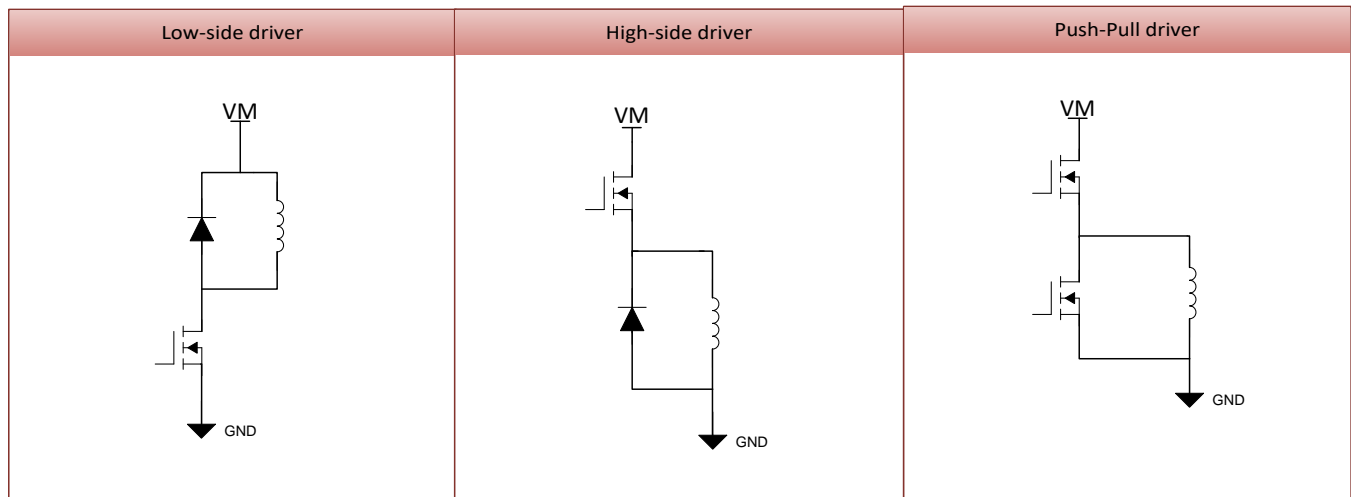 Low-side driver
High-side driver
Push-Pull driver
VM
GND
VM
GND
VM
GND